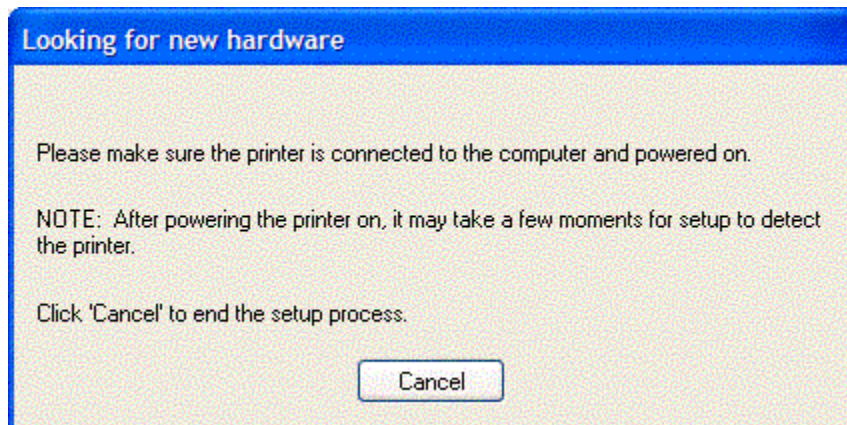 Looking for new hardware
Please make sure the printer is connected to the computer and powered on.
NOTE:  After powering the printer on, it may take a few moments for setup to detect
the printer.
Click 'Cancel' to end the setup process.
Cancel